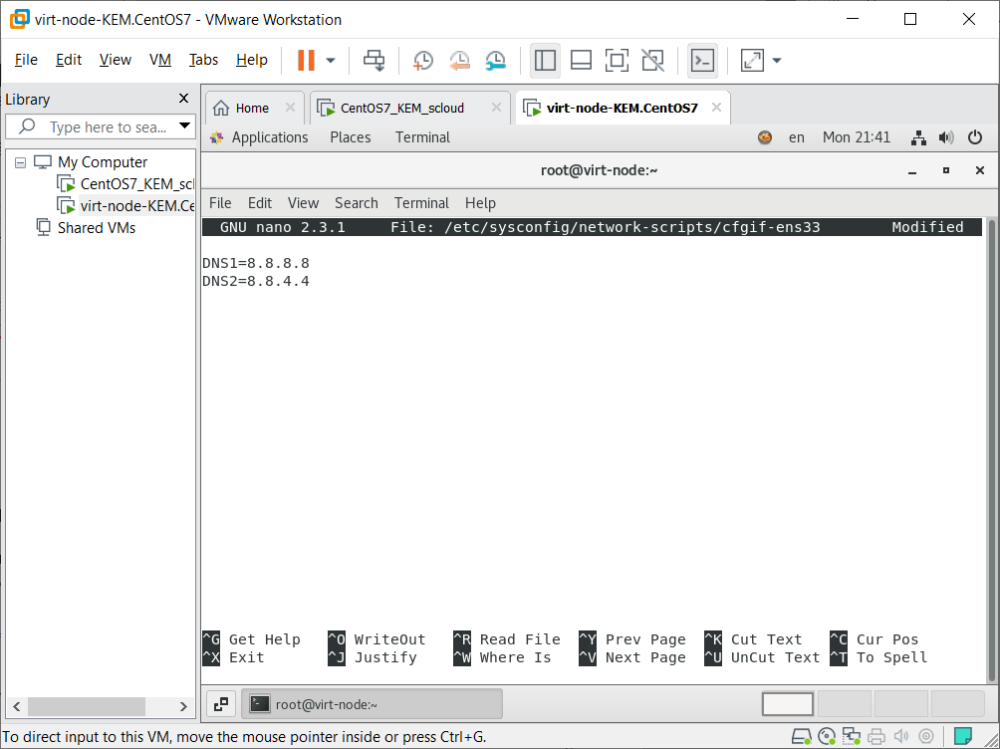 virt-node-KEM.CentOS7 - VMware Workstation
File Edit View VM Tabs Help
Library
Type here to sea...
My Computer
CentOS7_KEM_scl
virt-node-KEM.Ce
Shared VMs
Home CentOS7_KEM_scloud virt-node-KEM.CentOS7
Applications Places Terminal en Mon 21:41
root@virt-node:~
File Edit View Search Terminal Help
GNU nano 2.3.1 File: /etc/sysconfig/network-scripts/cfgif-ens33 Modified
DNS1=8.8.8.8
DNS2=8.8.4.4
^G Get Help ^O WriteOut ^R Read File ^Y Prev Page ^K Cut Text ^C Cur Pos
^X Exit ^J Justify ^W Where Is ^V Next Page ^U UnCut Text ^T To Spell
root@virt-node:~
To direct input to this VM, move the mouse pointer inside or press Ctrl+G.